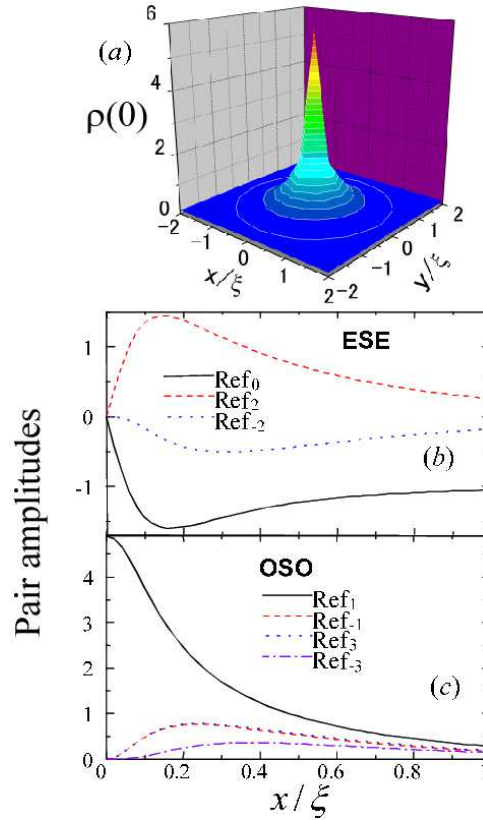 6
(a)
4
ρ(0)
2
0
-2
-1
0
1
2
x/ξ
-2
-1
0
1
2
y/ξ
1
ESE
Ref0
Ref2
0
Ref-2
-1
(b)
Pair amplitudes
OSO
4
Ref1
Ref-1
3
Ref3
Ref-3
2
(c)
1
0
0 0.2 0.4 0.6 0.8
x/ξ